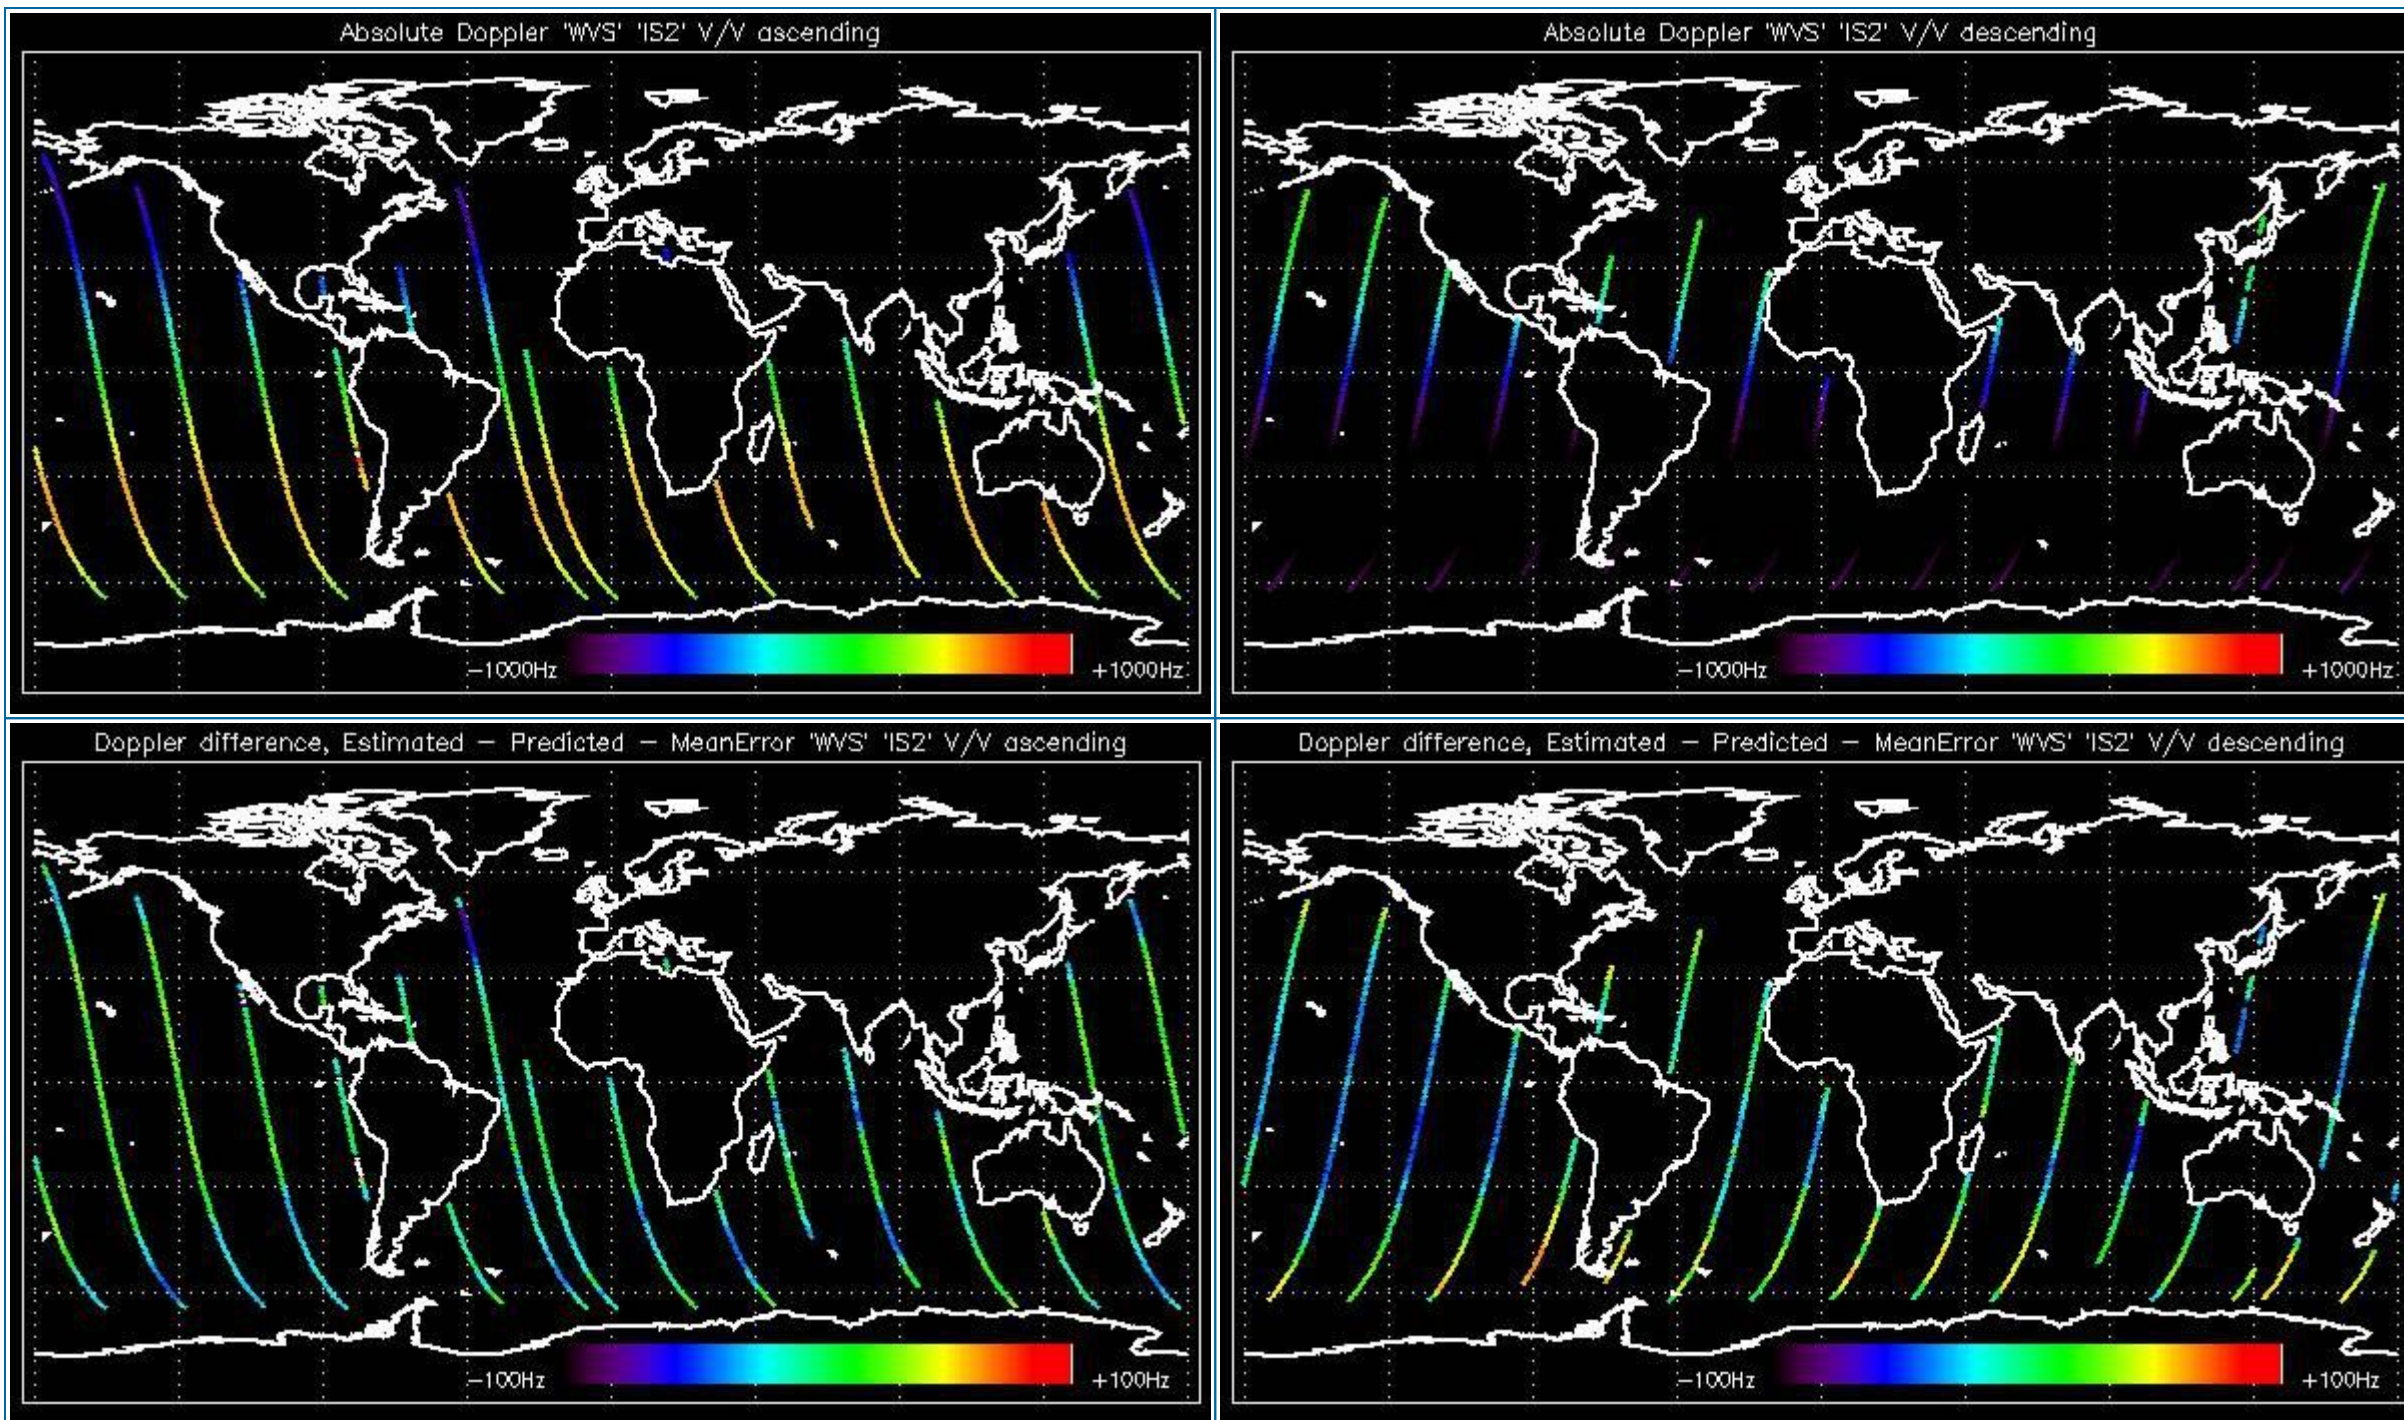 Absolute Doppler 'WVS' 'IS2' V/V ascending
-1000Hz
+1000Hz
Absolute Doppler 'WVS' 'IS2' V/V descending
-1000Hz
+1000Hz
Doppler difference, Estimated - Predicted - MeanError 'WVS' 'IS2' V/V ascending
-100Hz
+100Hz
Doppler difference, Estimated - Predicted - MeanError 'WVS' 'IS2' V/V descending
-100Hz
+100Hz